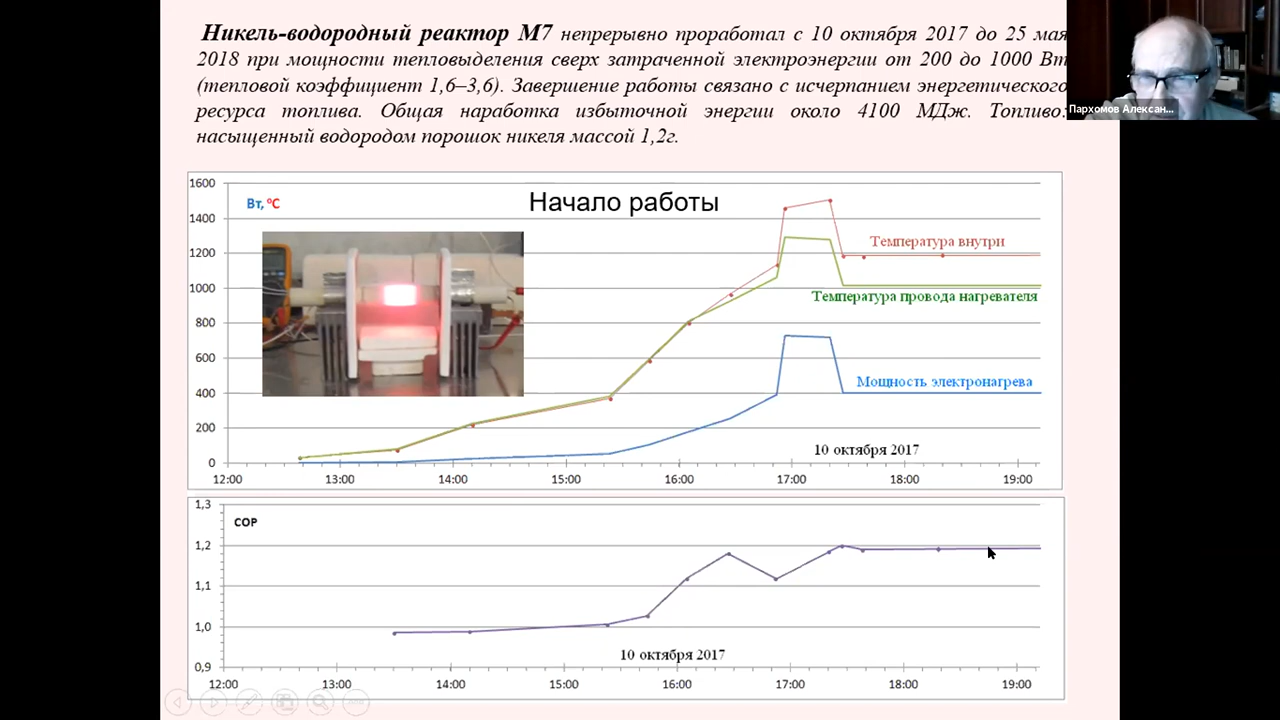 Никель-водородный реактор М7 непрерывно проработал с 10 октября 2017 до 25 мая
2018 при мощности тепловыделения сверх затраченной электроэнергии от 200 до 1000 Вт
(тепловой коэффициент 1,6–3,6). Завершение работы связано с исчерпанием энергетического
ресурса топлива. Общая наработка избыточной энергии около 4100 МДж. Топливо:
насыщенный водородом порошок никеля массой 1,2г.
Пархомов Алексан...
Начало работы
Вт, ºС
1600
1400
1200
1000
800
600
400
200
0
Температура внутри
Температура провода нагревателя
Мощность электронагрева
10 октября 2017
12:00 13:00 14:00 15:00 16:00 17:00 18:00 19:00
COP
1,3
1,2
1,1
1,0
0,9
10 октября 2017
12:00 13:00 14:00 15:00 16:00 17:00 18:00 19:00